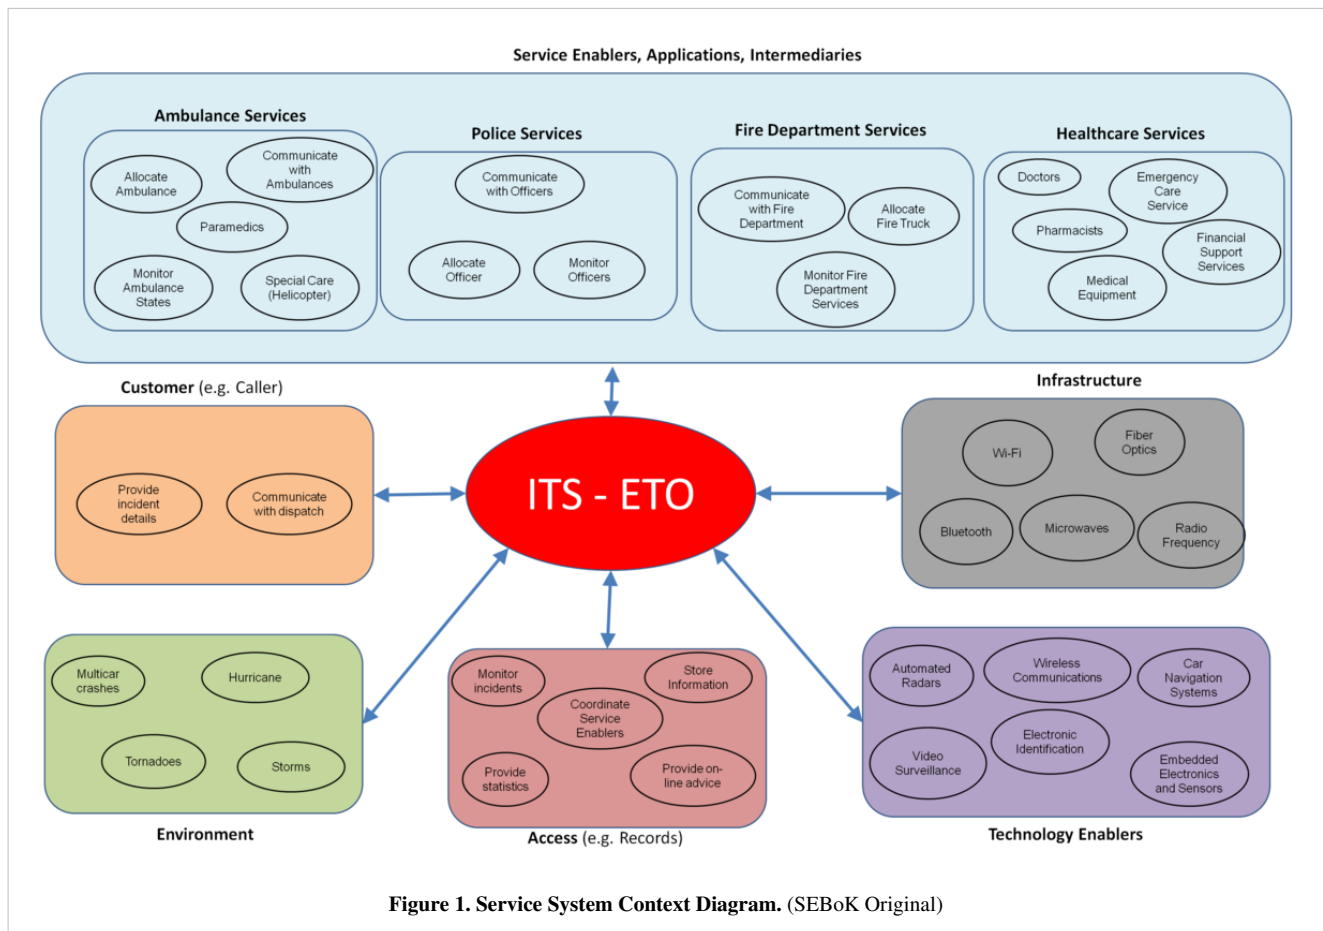 Service Enablers, Applications, Intermediaries
Ambulance Services
Allocate
Ambulance
Communicate
with
Ambulances
Paramedics
Monitor
Ambulance
States
Special Care
(Helicopter)
Police Services
Communicate
with Officers
Allocate
Officer
Monitor
Officers
Fire Department Services
Communicate
with Fire
Department
Allocate
Fire Truck
Monitor Fire
Department
Services
Healthcare Services
Doctors
Emergency
Care
Service
Pharmacists
Financial
Support
Services
Medical
Equipment
Customer (e.g. Caller)
Provide
incident
details
Communicate
with dispatch
ITS - ETO
Infrastructure
Wi-Fi
Fiber
Optics
Bluetooth
Microwaves
Radio
Frequency
Multicar
crashes
Hurricane
Tornadoes
Storms
Environment
Monitor
incidents
Store
Information
Coordinate
Service
Enablers
Provide
statistics
Provide on-
line advice
Access (e.g. Records)
Automated
Radars
Wireless
Communications
Car
Navigation
Systems
Video
Surveillance
Electronic
Identification
Embedded
Electronics
and Sensors
Technology Enablers
Figure 1. Service System Context Diagram. (SEBoK Original)